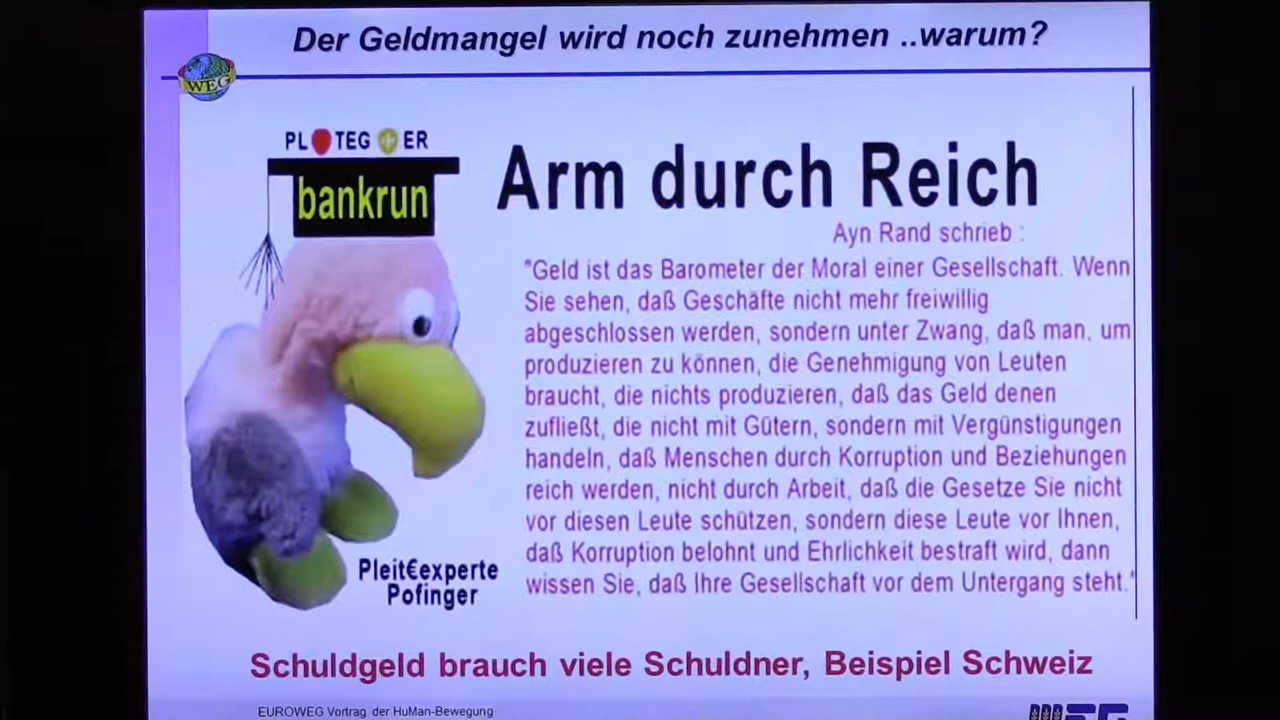 Der Geldmangel wird noch zunehmen ..warum?
WEG
PL TEG ER
bankrun
Arm durch Reich
Ayn Rand schrieb :
"Geld ist das Barometer der Moral einer Gesellschaft. Wenn
Sie sehen, daß Geschäfte nicht mehr freiwillig
abgeschlossen werden, sondern unter Zwang, daß man, um
produzieren zu können, die Genehmigung von Leuten
braucht, die nichts produzieren, daß das Geld denen
zufließt, die nicht mit Gütern, sondern mit Vergünstigungen
handeln, daß Menschen durch Korruption und Beziehungen
reich werden, nicht durch Arbeit, daß die Gesetze Sie nicht
vor diesen Leute schützen, sondern diese Leute vor Ihnen,
daß Korruption belohnt und Ehrlichkeit bestraft wird, dann
wissen Sie, daß Ihre Gesellschaft vor dem Untergang steht."
Pleit€experte
Pofinger
Schuldgeld brauch viele Schuldner, Beispiel Schweiz
EUROWEG Vortrag der HuMan-Bewegung